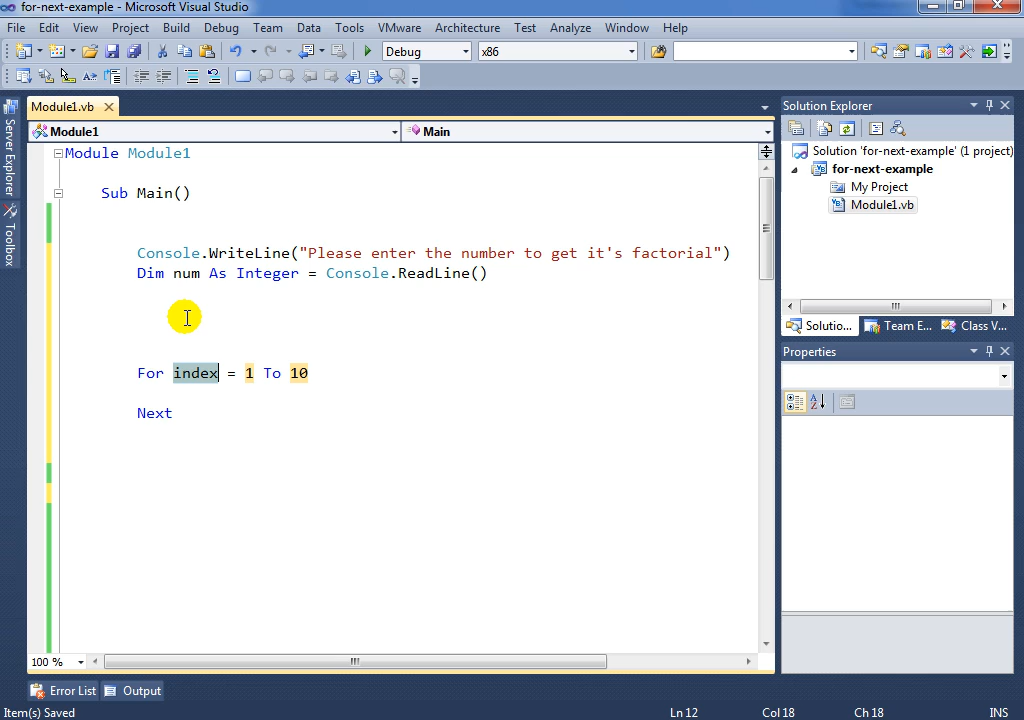 for-next-example - Microsoft Visual Studio
File Edit View Project Build Debug Team Data Tools VMware Architecture Test Analyze Window Help
Debug x86
Module1.vb
Solution Explorer
Module1 Main
Server Explorer
Toolbox
Module Module1
Sub Main()
Console.WriteLine("Please enter the number to get it's factorial")
Dim num As Integer = Console.ReadLine()
For index = 1 To 10
Next
Solution 'for-next-example' (1 project)
for-next-example
My Project
Module1.vb
Solutio... Team E... Class V...
Properties
100 %
Error List Output
Item(s) Saved Ln 12 Col 18 Ch 18 INS